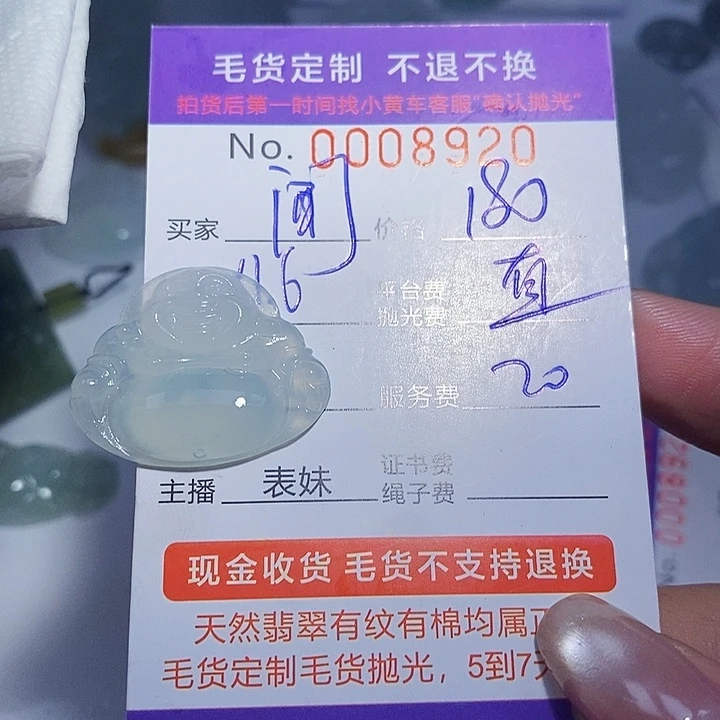 毛货定制 不退不换
拍货后第一时间找小黄车客服"确认抛光"
No. 0008920
买家 价格 180
116
平台费
抛光费
服务费 20
证书费
主播 表妹 绳子费
现金收货 毛货不支持退换
天然翡翠有纹有棉均属正
毛货定制毛货抛光，5到7天